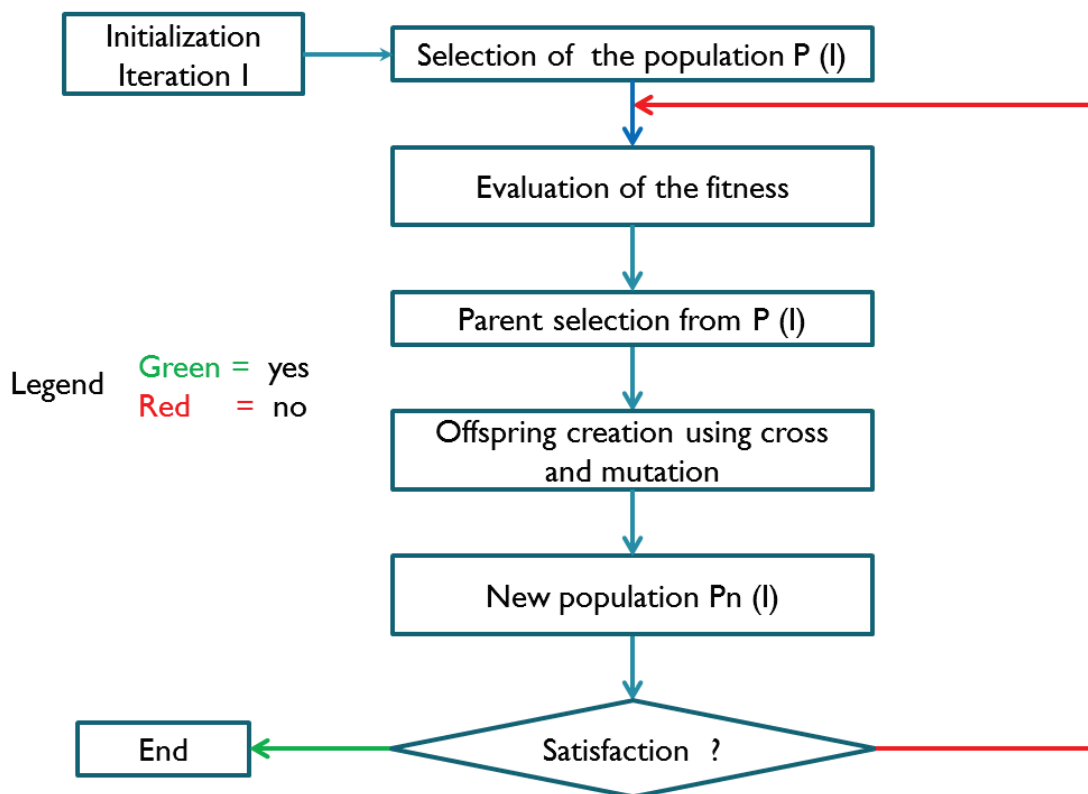 Initialization
Iteration I
Selection of the population P (I)
Evaluation of the fitness
Parent selection from P (I)
Legend
Green = yes
Red = no
Offspring creation using cross
and mutation
New population Pn (I)
Satisfaction ?
End